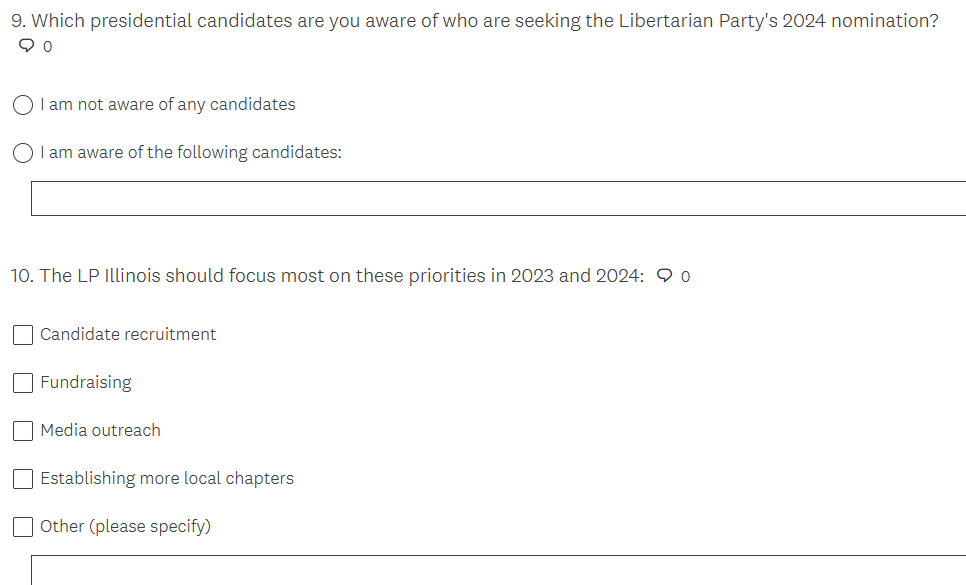 9. Which presidential candidates are you aware of who are seeking the Libertarian Party's 2024 nomination?
0
I am not aware of any candidates
I am aware of the following candidates:
10. The LP Illinois should focus most on these priorities in 2023 and 2024: 0
Candidate recruitment
Fundraising
Media outreach
Establishing more local chapters
Other (please specify)